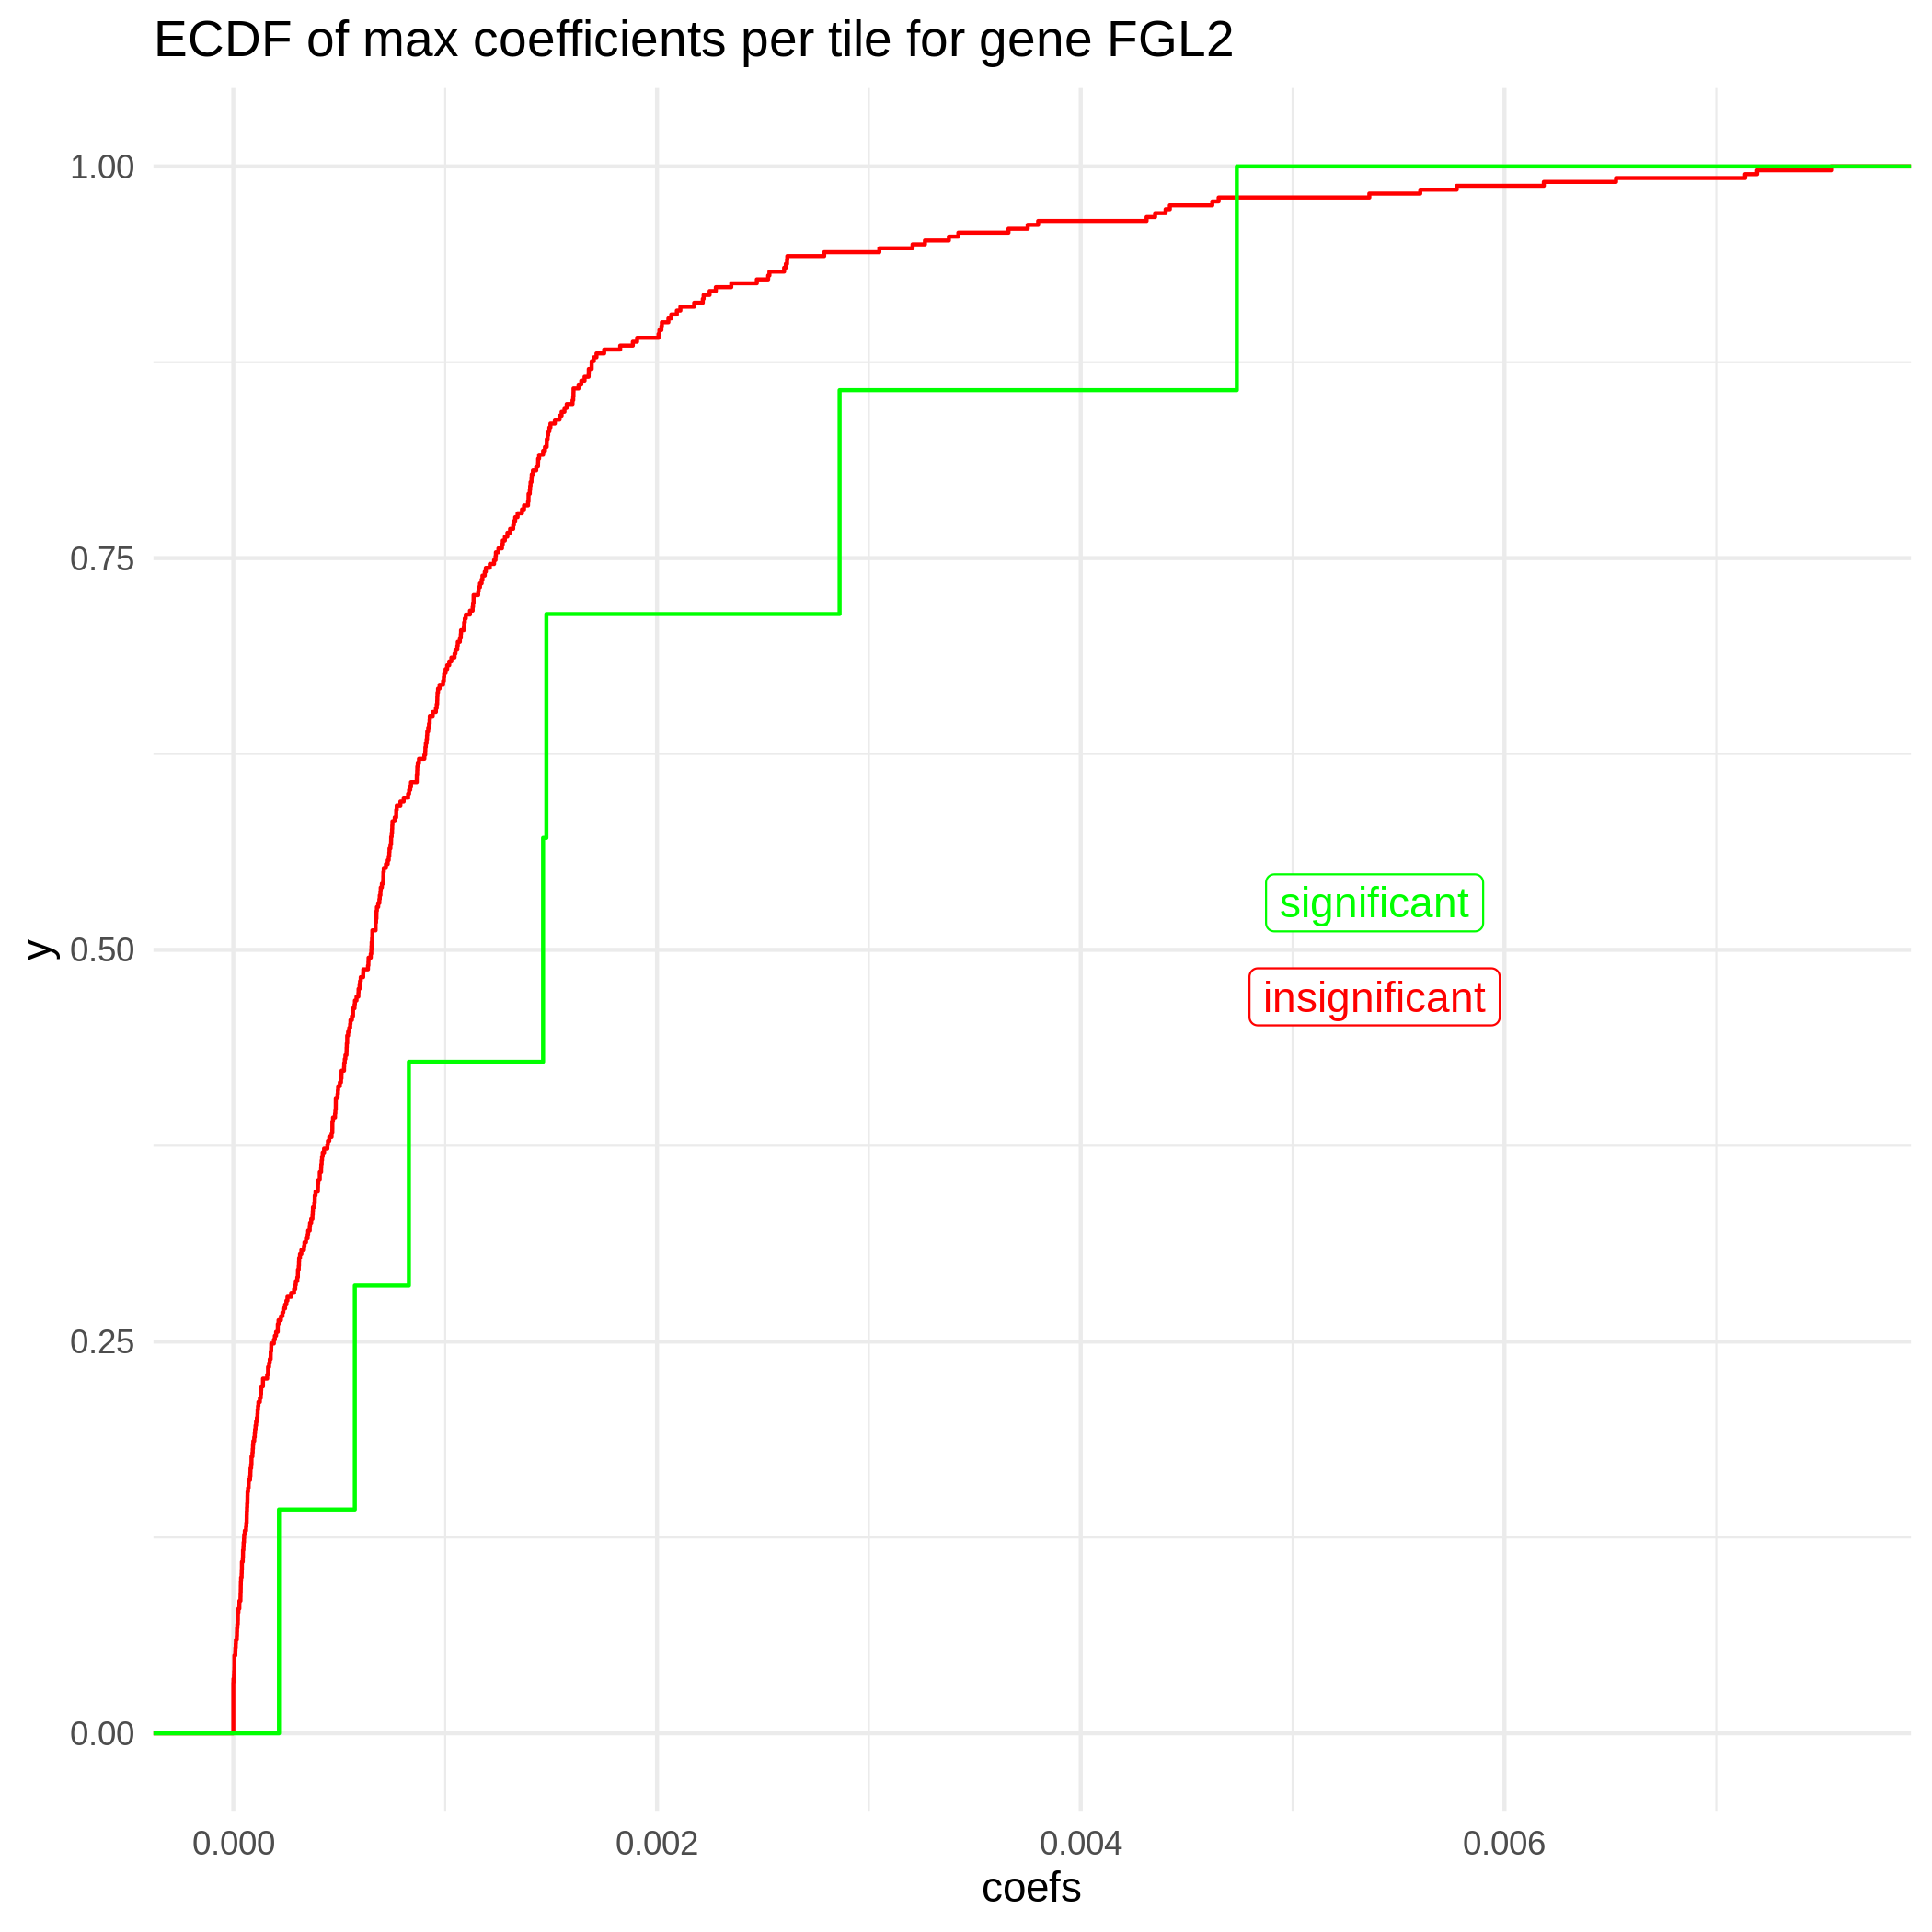 ECDF of max coefficients per tile for gene FGL2
1.00
0.75
0.50
0.25
0.00
y
significant
insignificant
0.000 0.002 0.004 0.006
coefs